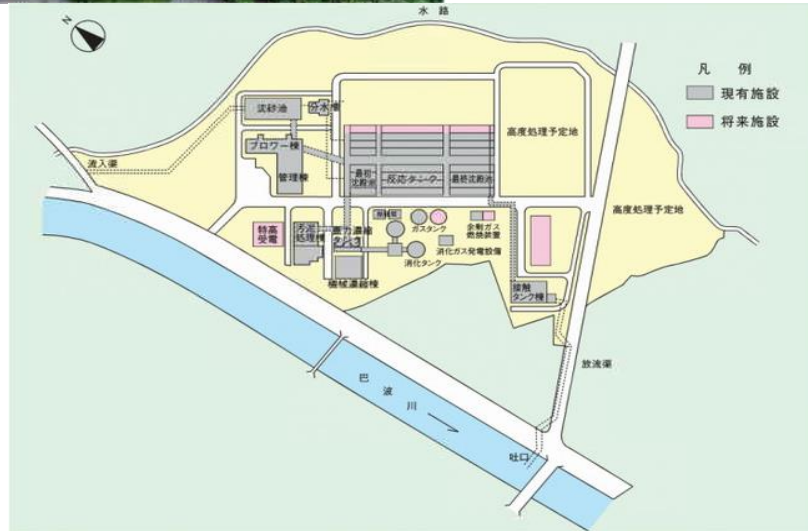 水路
N
凡例
現有施設
将来施設
沈砂池
分水槽
ブロワー棟
管理棟
流入渠
最初
沈殿池
反応タンク
最終沈殿池
高度処理予定地
高度処理予定地
特高
受電
汚泥
処理棟
重力濃縮
タンク
機械濃縮棟
ガスタンク
余剰ガス
燃焼装置
消化ガス発電設備
消化タンク
接触
タンク棟
放流渠
巴波川
吐口